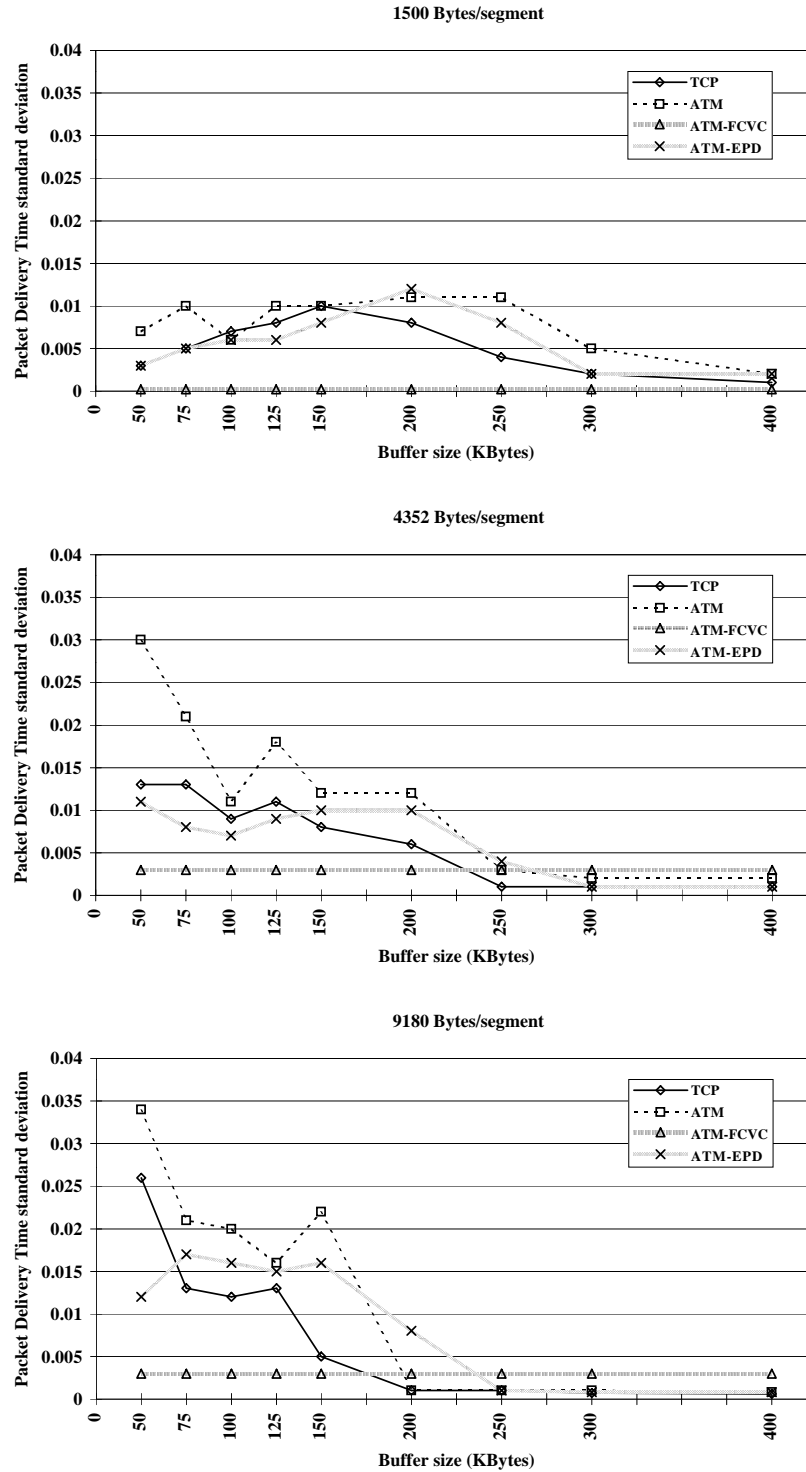 1500 Bytes/segment
Packet Delivery Time standard deviation
0.04
0.035
0.03
0.025
0.02
0.015
0.01
0.005
0
TCP
ATM
ATM-FCVC
ATM-EPD
0 50 75 100 125 150 200 250 300 400
Buffer size (KBytes)
4352 Bytes/segment
Packet Delivery Time standard deviation
0.04
0.035
0.03
0.025
0.02
0.015
0.01
0.005
0
TCP
ATM
ATM-FCVC
ATM-EPD
0 50 75 100 125 150 200 250 300 400
Buffer size (KBytes)
9180 Bytes/segment
Packet Delivery Time standard deviation
0.04
0.035
0.03
0.025
0.02
0.015
0.01
0.005
0
TCP
ATM
ATM-FCVC
ATM-EPD
0 50 75 100 125 150 200 250 300 400
Buffer size (KBytes)